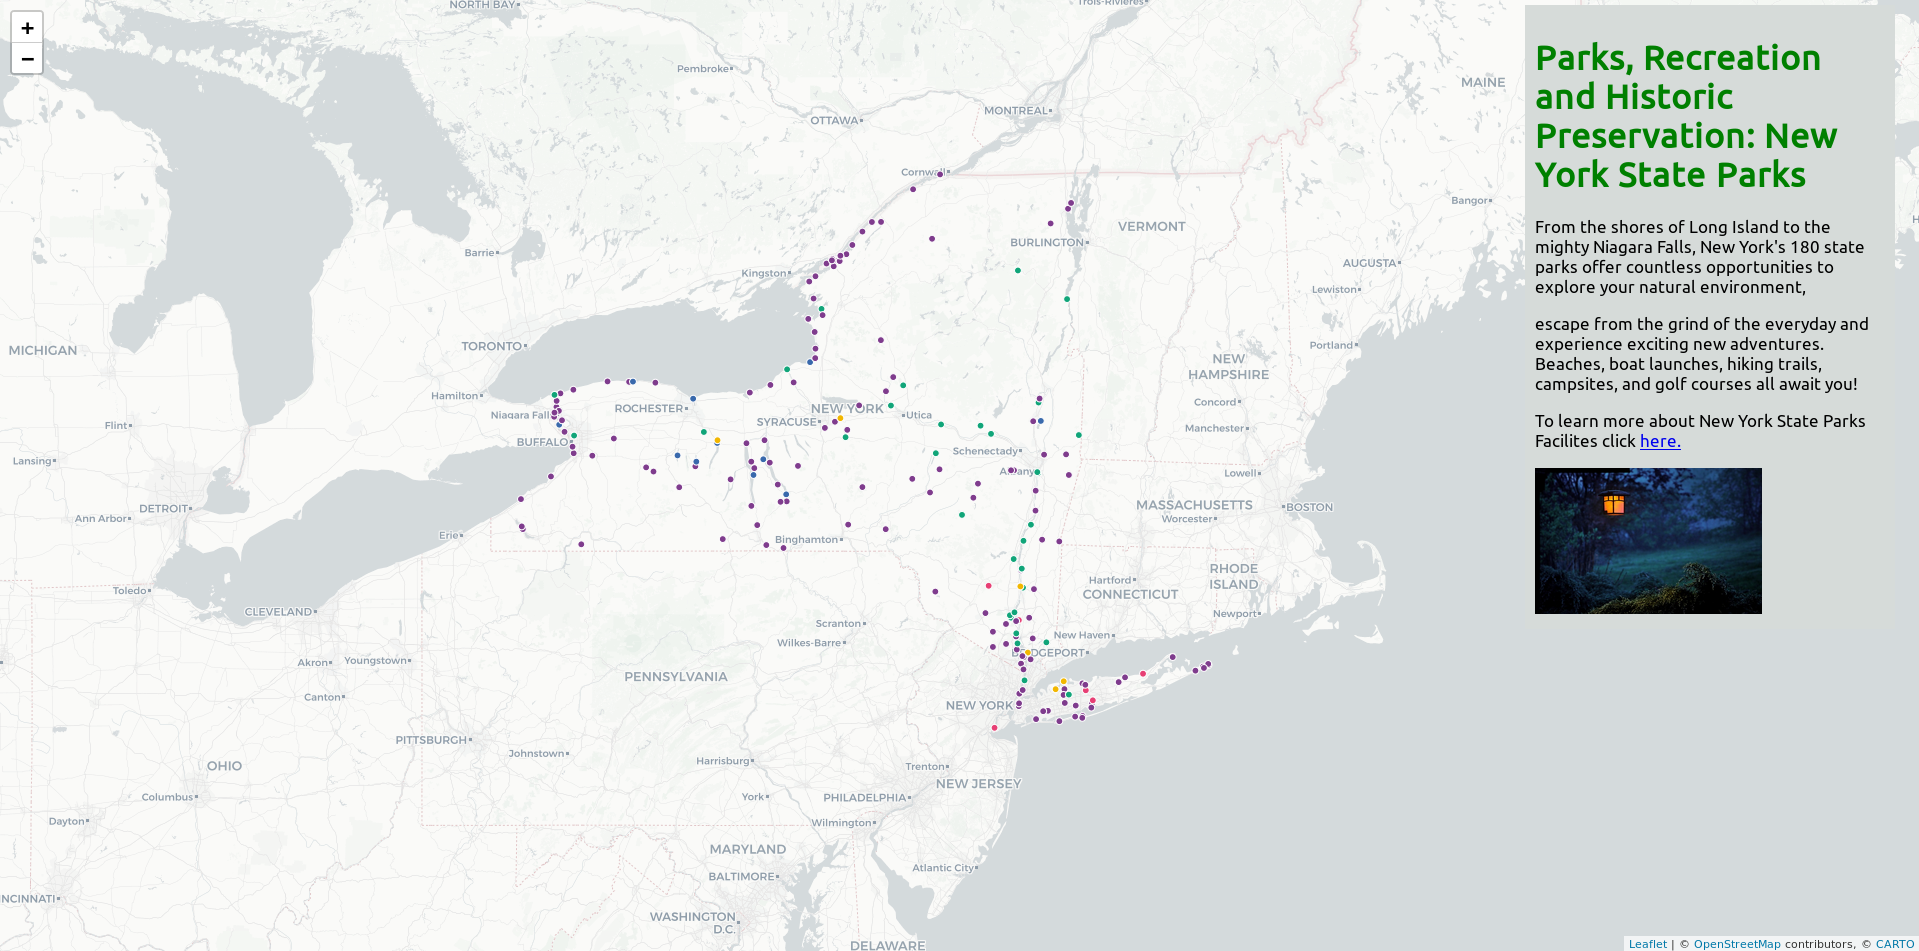 +
−
NORTH BAY
Trois-Rivières
Pembroke
MAINE
OTTAWA
MONTREAL
Cornwall
Bangor
VERMONT
BURLINGTON
Barrie
Kingston
AUGUSTA
Lewiston
MICHIGAN
TORONTO
Portland
NEW
HAMPSHIRE
Hamilton
ROCHESTER
NEW YORK
Niagara Fall
Utica
Concord
Flint
SYRACUSE
Manchester
BUFFALO
Schenectady
Lansing
Albany
Lowell
DETROIT
MASSACHUSETTS
BOSTON
Ann Arbor
Worcester
Erie
Binghamton
RHODE
ISLAND
Toledo
Hartford
CONNECTICUT
CLEVELAND
Newport
Scranton
Wilkes-Barre
New Haven
BRIDGEPORT
Akron
Youngstown
PENNSYLVANIA
Canton
NEW YORK
PITTSBURGH
Johnstown
Harrisburg
Trenton
OHIO
NEW JERSEY
Columbus
York
PHILADELPHIA
Dayton
Wilmington
MARYLAND
Atlantic City
BALTIMORE
NCINNATI
WASHINGTON
D.C.
DELAWARE
Parks, Recreation
and Historic
Preservation: New
York State Parks
From the shores of Long Island to the
mighty Niagara Falls, New York's 180 state
parks offer countless opportunities to
explore your natural environment,
escape from the grind of the everyday and
experience exciting new adventures.
Beaches, boat launches, hiking trails,
campsites, and golf courses all await you!
To learn more about New York State Parks
Facilites click here.
Leaflet | s, © OpenStreetMap contributors, © CARTO